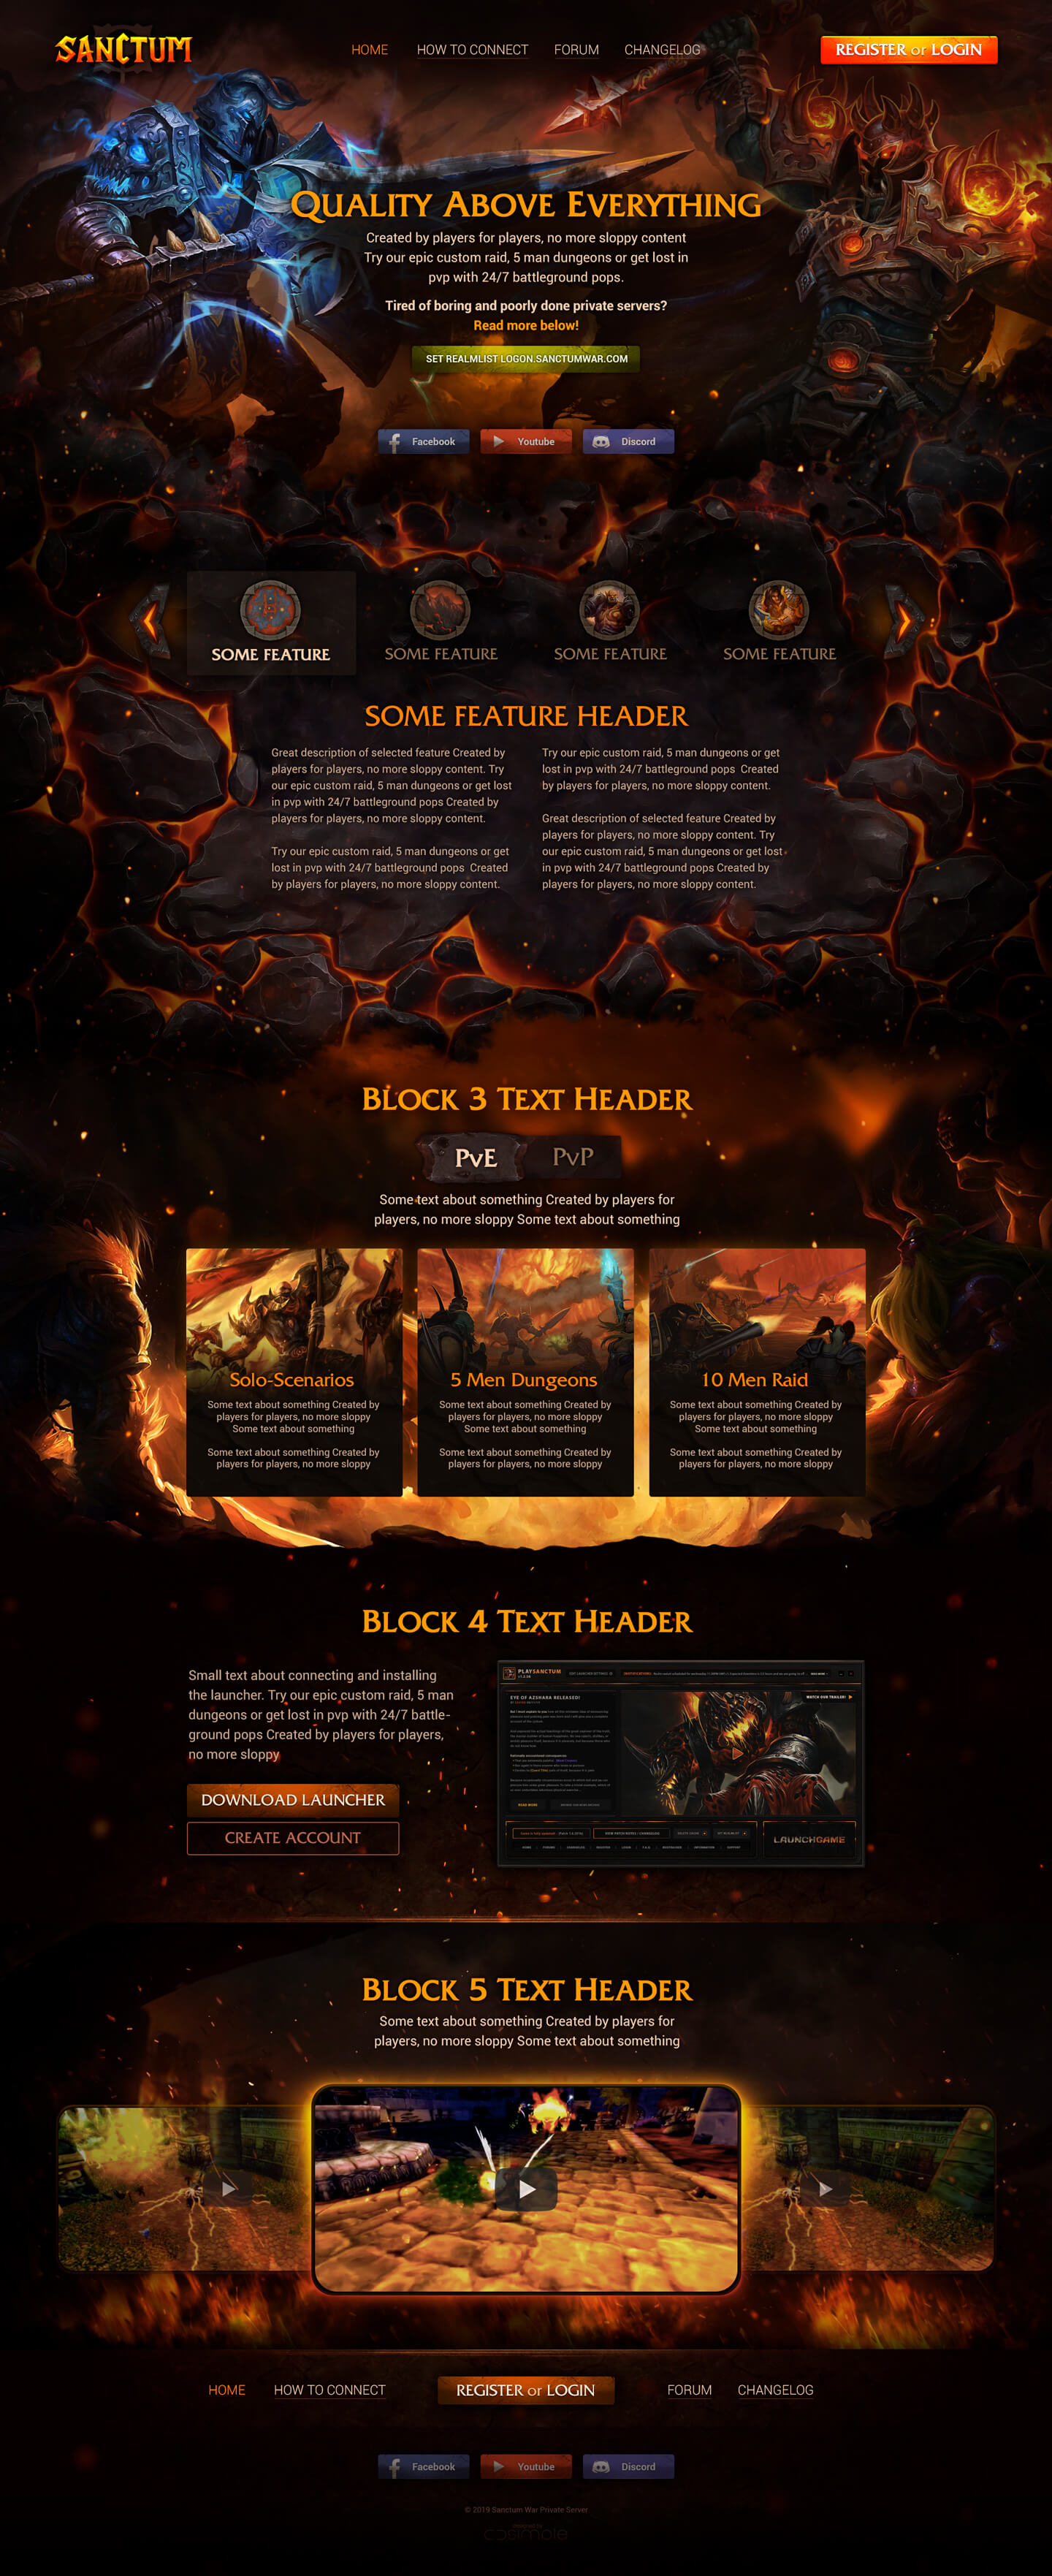 SANCTUM
HOME HOW TO CONNECT FORUM CHANGELOG
REGISTER or LOGIN
Quality Above Everything
Created by players for players, no more sloppy content
Try our epic custom raid, 5 man dungeons or get lost in
pvp with 24/7 battleground pops.
Tired of boring and poorly done private servers?
Read more below!
SET REALMLIST LOGON.SANCTUMWAR.COM
Facebook Youtube Discord
SOME FEATURE SOME FEATURE SOME FEATURE SOME FEATURE
SOME FEATURE HEADER
Great description of selected feature Created by
players for players, no more sloppy content. Try
our epic custom raid, 5 man dungeons or get lost
in pvp with 24/7 battleground pops Created by
players for players, no more sloppy content.
Try our epic custom raid, 5 man dungeons or get
lost in pvp with 24/7 battleground pops Created
by players for players, no more sloppy content.
Try our epic custom raid, 5 man dungeons or get
lost in pvp with 24/7 battleground pops Created
by players for players, no more sloppy content.
Great description of selected feature Created by
players for players, no more sloppy content. Try
our epic custom raid, 5 man dungeons or get lost
in pvp with 24/7 battleground pops Created by
players for players, no more sloppy content.
Block 3 Text Header
PvE PvP
Some text about something Created by players for
players, no more sloppy Some text about something
Solo-Scenarios
Some text about something Created by
players for players, no more sloppy
Some text about something
Some text about something Created by
players for players, no more sloppy
5 Men Dungeons
Some text about something Created by
players for players, no more sloppy
Some text about something
Some text about something Created by
players for players, no more sloppy
10 Men Raid
Some text about something Created by
players for players, no more sloppy
Some text about something
Some text about something Created by
players for players, no more sloppy
Block 4 Text Header
Small text about connecting and installing
the launcher. Try our epic custom raid, 5 man
dungeons or get lost in pvp with 24/7 battle-
ground pops Created by players for players,
no more sloppy
DOWNLOAD LAUNCHER
CREATE ACCOUNT
PLAYSANCTUM
WATCH OUR TRAILER!
EYE OF AZSHARA RELEASED!
READ MORE
LAUNCHGAME
Block 5 Text Header
Some text about something Created by players for
players, no more sloppy Some text about something
HOME HOW TO CONNECT REGISTER or LOGIN FORUM CHANGELOG
Facebook Youtube Discord
© 2019 Sanctum War Private Server